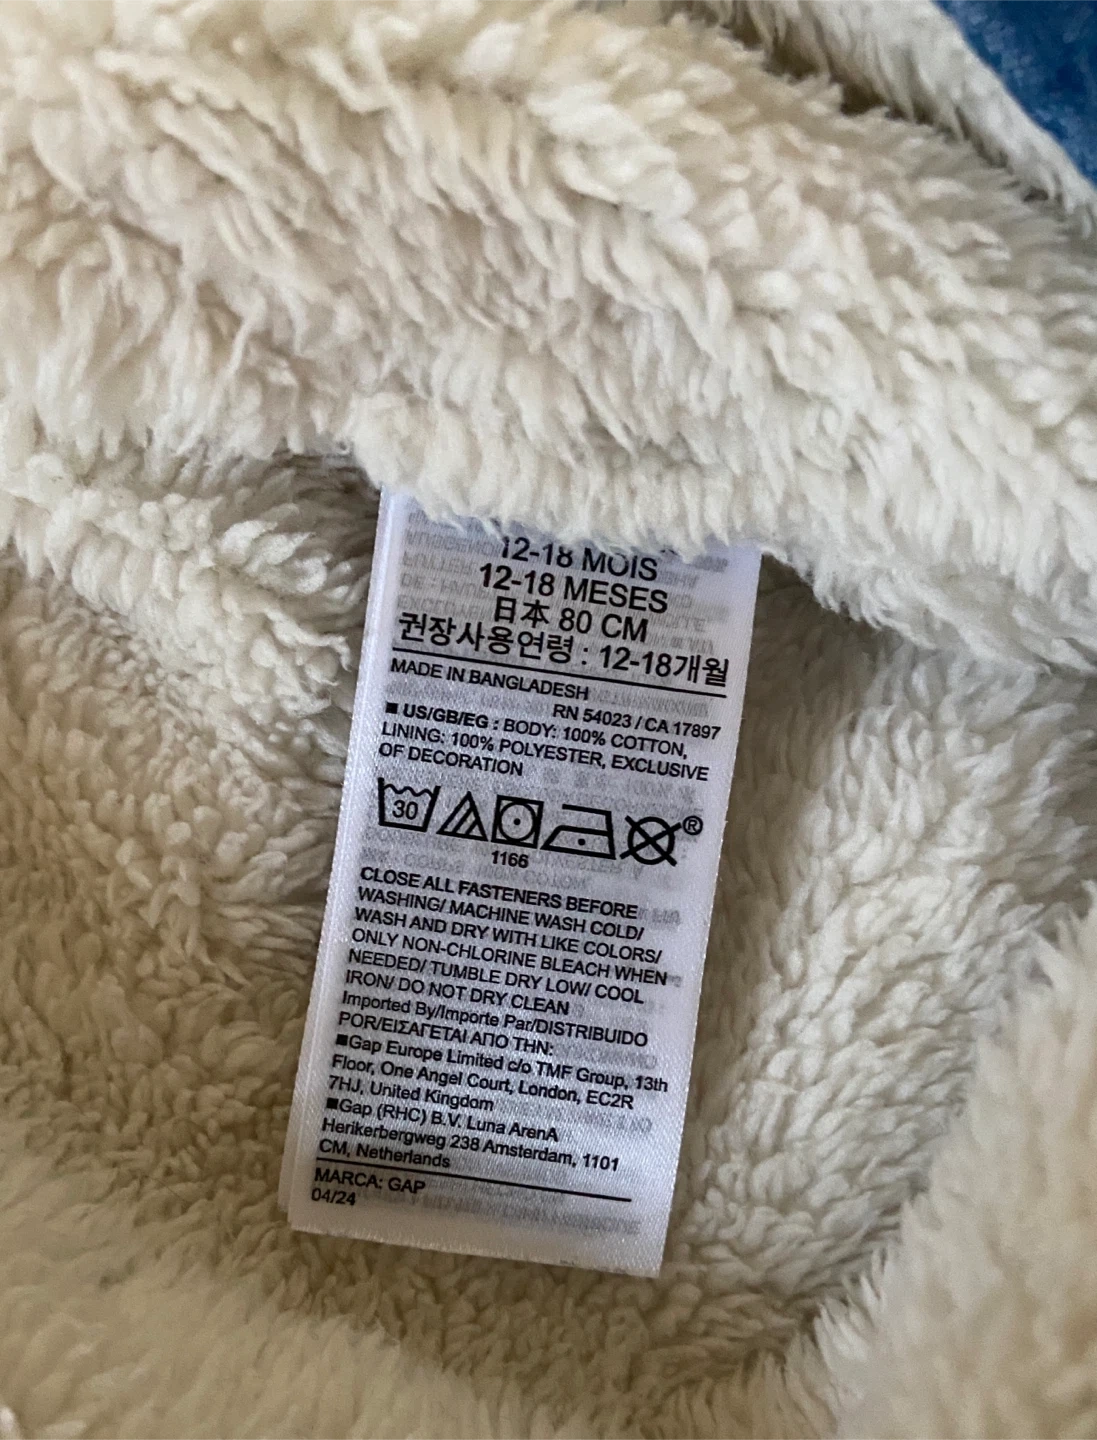 12-18 MOIS
12-18 MESES
日本 80 CM
권장사용연령 : 12-18개월
MADE IN BANGLADESH
RN 54023 / CA 17897
■ US/GB/EG : BODY: 100% COTTON,
LINING: 100% POLYESTER, EXCLUSIVE
OF DECORATION
30
®
1166
CLOSE ALL FASTENERS BEFORE
WASHING/ MACHINE WASH COLD/
WASH AND DRY WITH LIKE COLORS/
ONLY NON-CHLORINE BLEACH WHEN
NEEDED/ TUMBLE DRY LOW/ COOL
IRON/ DO NOT DRY CLEAN
Imported By/Importe Par/DISTRIBUIDO
POR/ΕΙΣΑΓΕΤΑΙ ΑΠΟ ΤΗΝ:
■Gap Europe Limited c/o TMF Group, 13th
Floor, One Angel Court, London, EC2R
7HJ, United Kingdom
■Gap (RHC) B.V. Luna ArenA
Herikerbergweg 238 Amsterdam, 1101
CM, Netherlands
MARCA: GAP
04/24